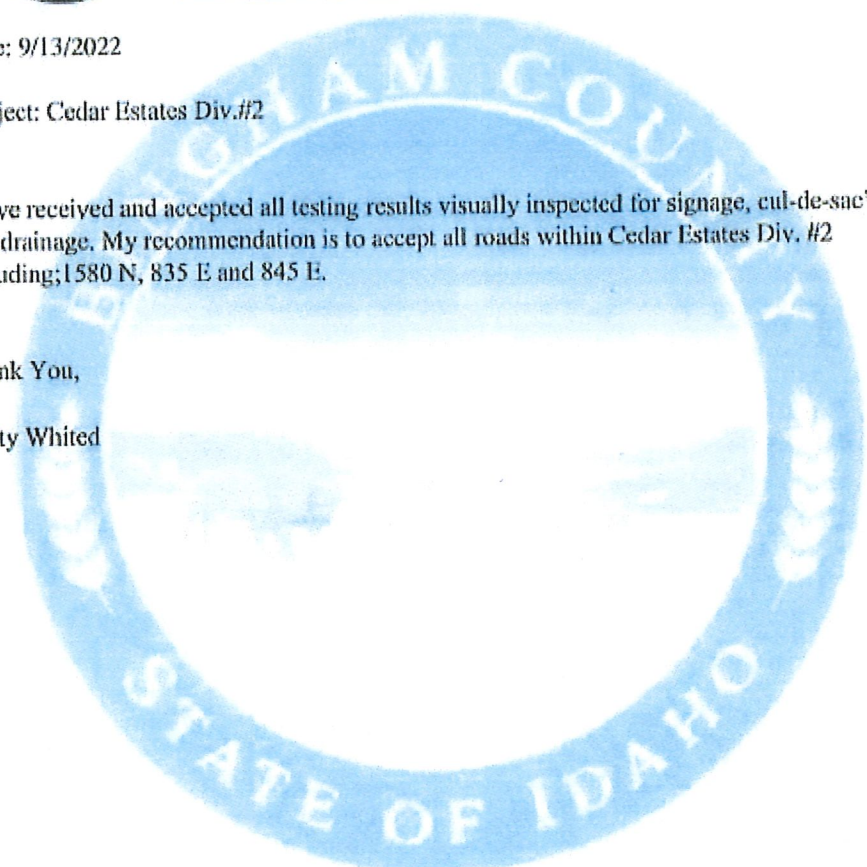 e: 9/13/2022
ject: Cedar Estates Div.#2
ve received and accepted all testing results visually inspected for signage, cul-de-sac'
drainage. My recommendation is to accept all roads within Cedar Estates Div. #2
uding;1580 N, 835 E and 845 E.
nk You,
ty Whited
BINGHAM COUNTY
STATE OF IDAHO